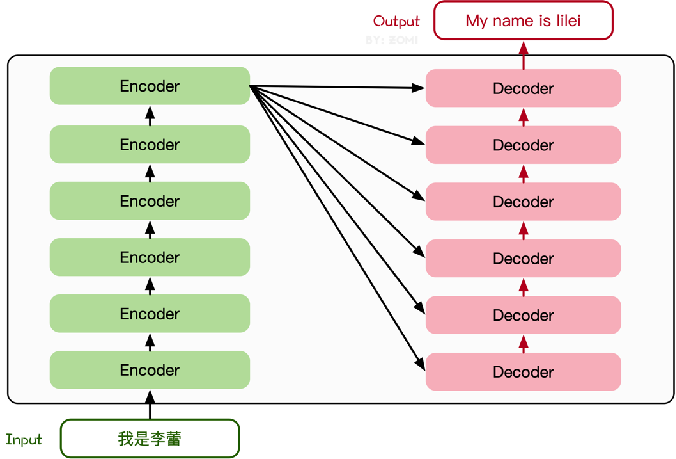 Output
My name is lilei
BY: ZOMI
Encoder
Encoder
Encoder
Encoder
Encoder
Encoder
Decoder
Decoder
Decoder
Decoder
Decoder
Decoder
Input
我是李蕾